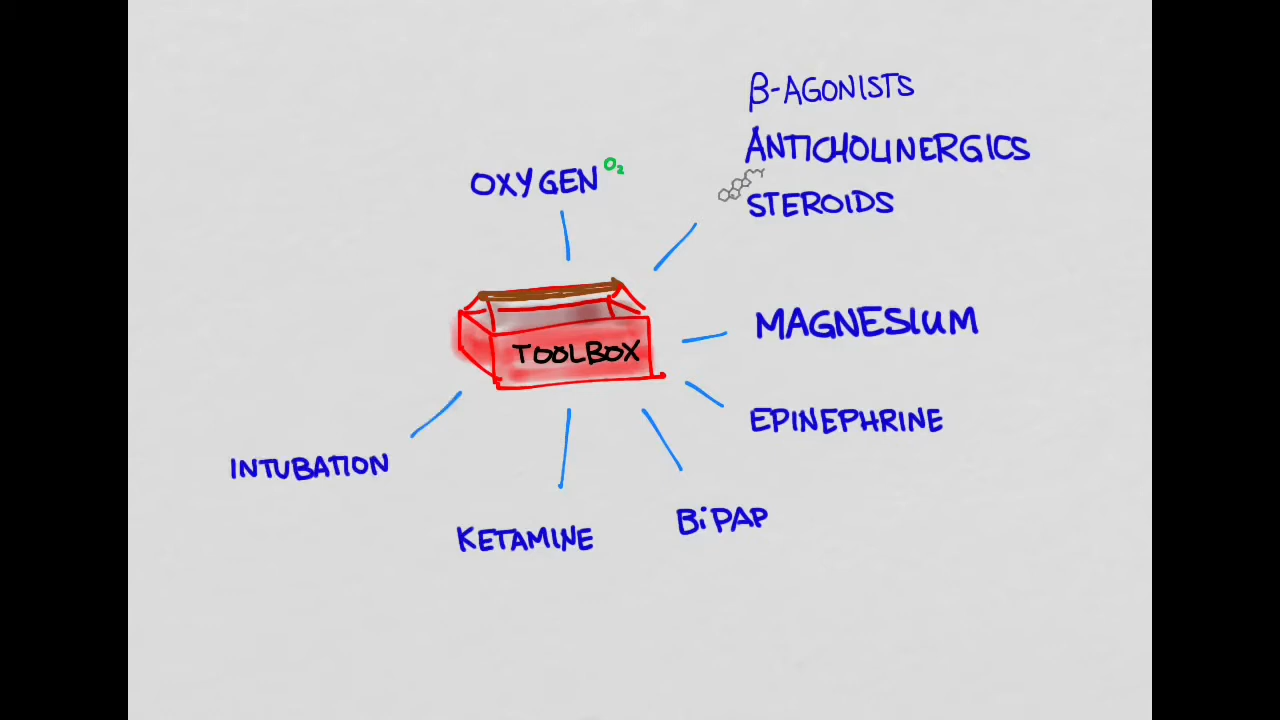 β-AGONISTS
ANTICHOLINERGICS
OXYGEN O₂
STEROIDS
MAGNESIUM
TOOLBOX
EPINEPHRINE
INTUBATION
BiPAP
KETAMINE